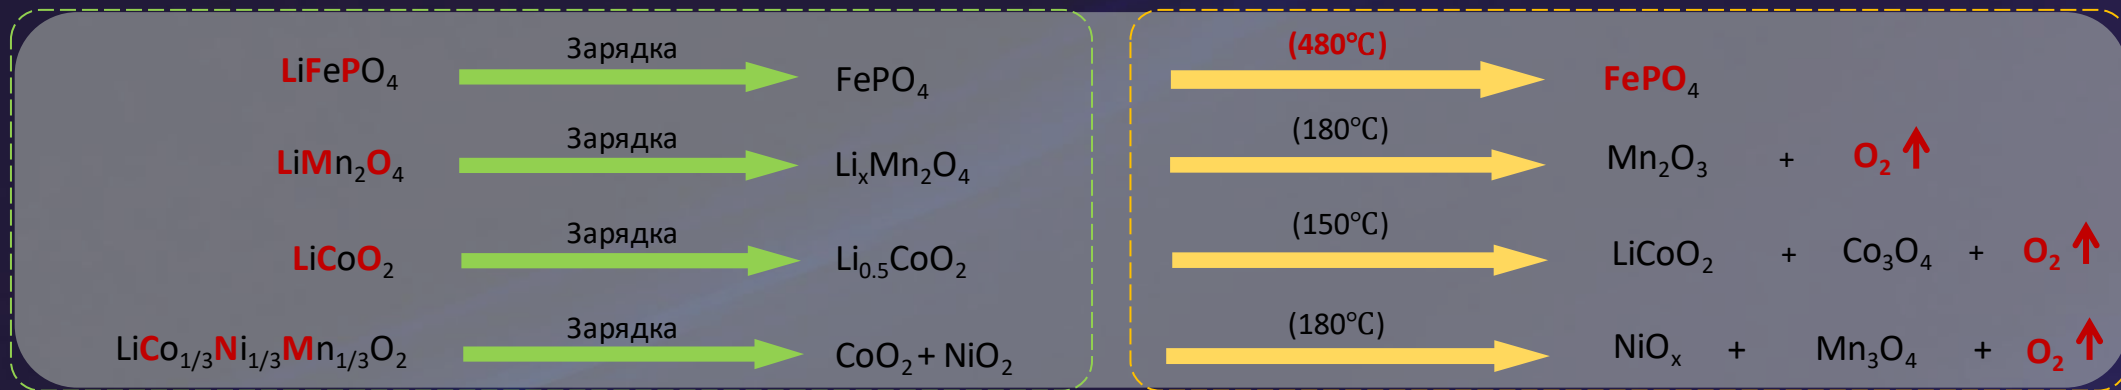 LiFePO₄ Зарядка FePO₄ (480℃) FePO₄
LiMn₂O₄ Зарядка LiₓMn₂O₄ (180℃) Mn₂O₃ + O₂ ↑
LiCoO₂ Зарядка Li₀.₅CoO₂ (150℃) LiCoO₂ + Co₃O₄ + O₂ ↑
LiCo₁/₃Ni₁/₃Mn₁/₃O₂ Зарядка CoO₂ + NiO₂ (180℃) NiOₓ + Mn₃O₄ + O₂ ↑